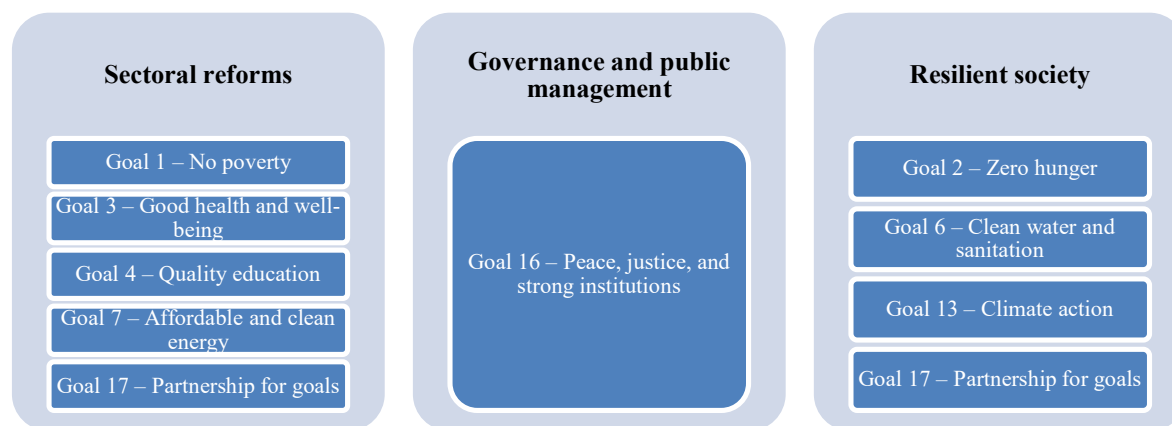 Sectoral reforms
Goal 1 – No poverty
Goal 3 – Good health and well-
being
Goal 4 – Quality education
Goal 7 – Affordable and clean
energy
Goal 17 – Partnership for goals
Governance and public
management
Goal 16 – Peace, justice, and
strong institutions
Resilient society
Goal 2 – Zero hunger
Goal 6 – Clean water and
sanitation
Goal 13 – Climate action
Goal 17 – Partnership for goals